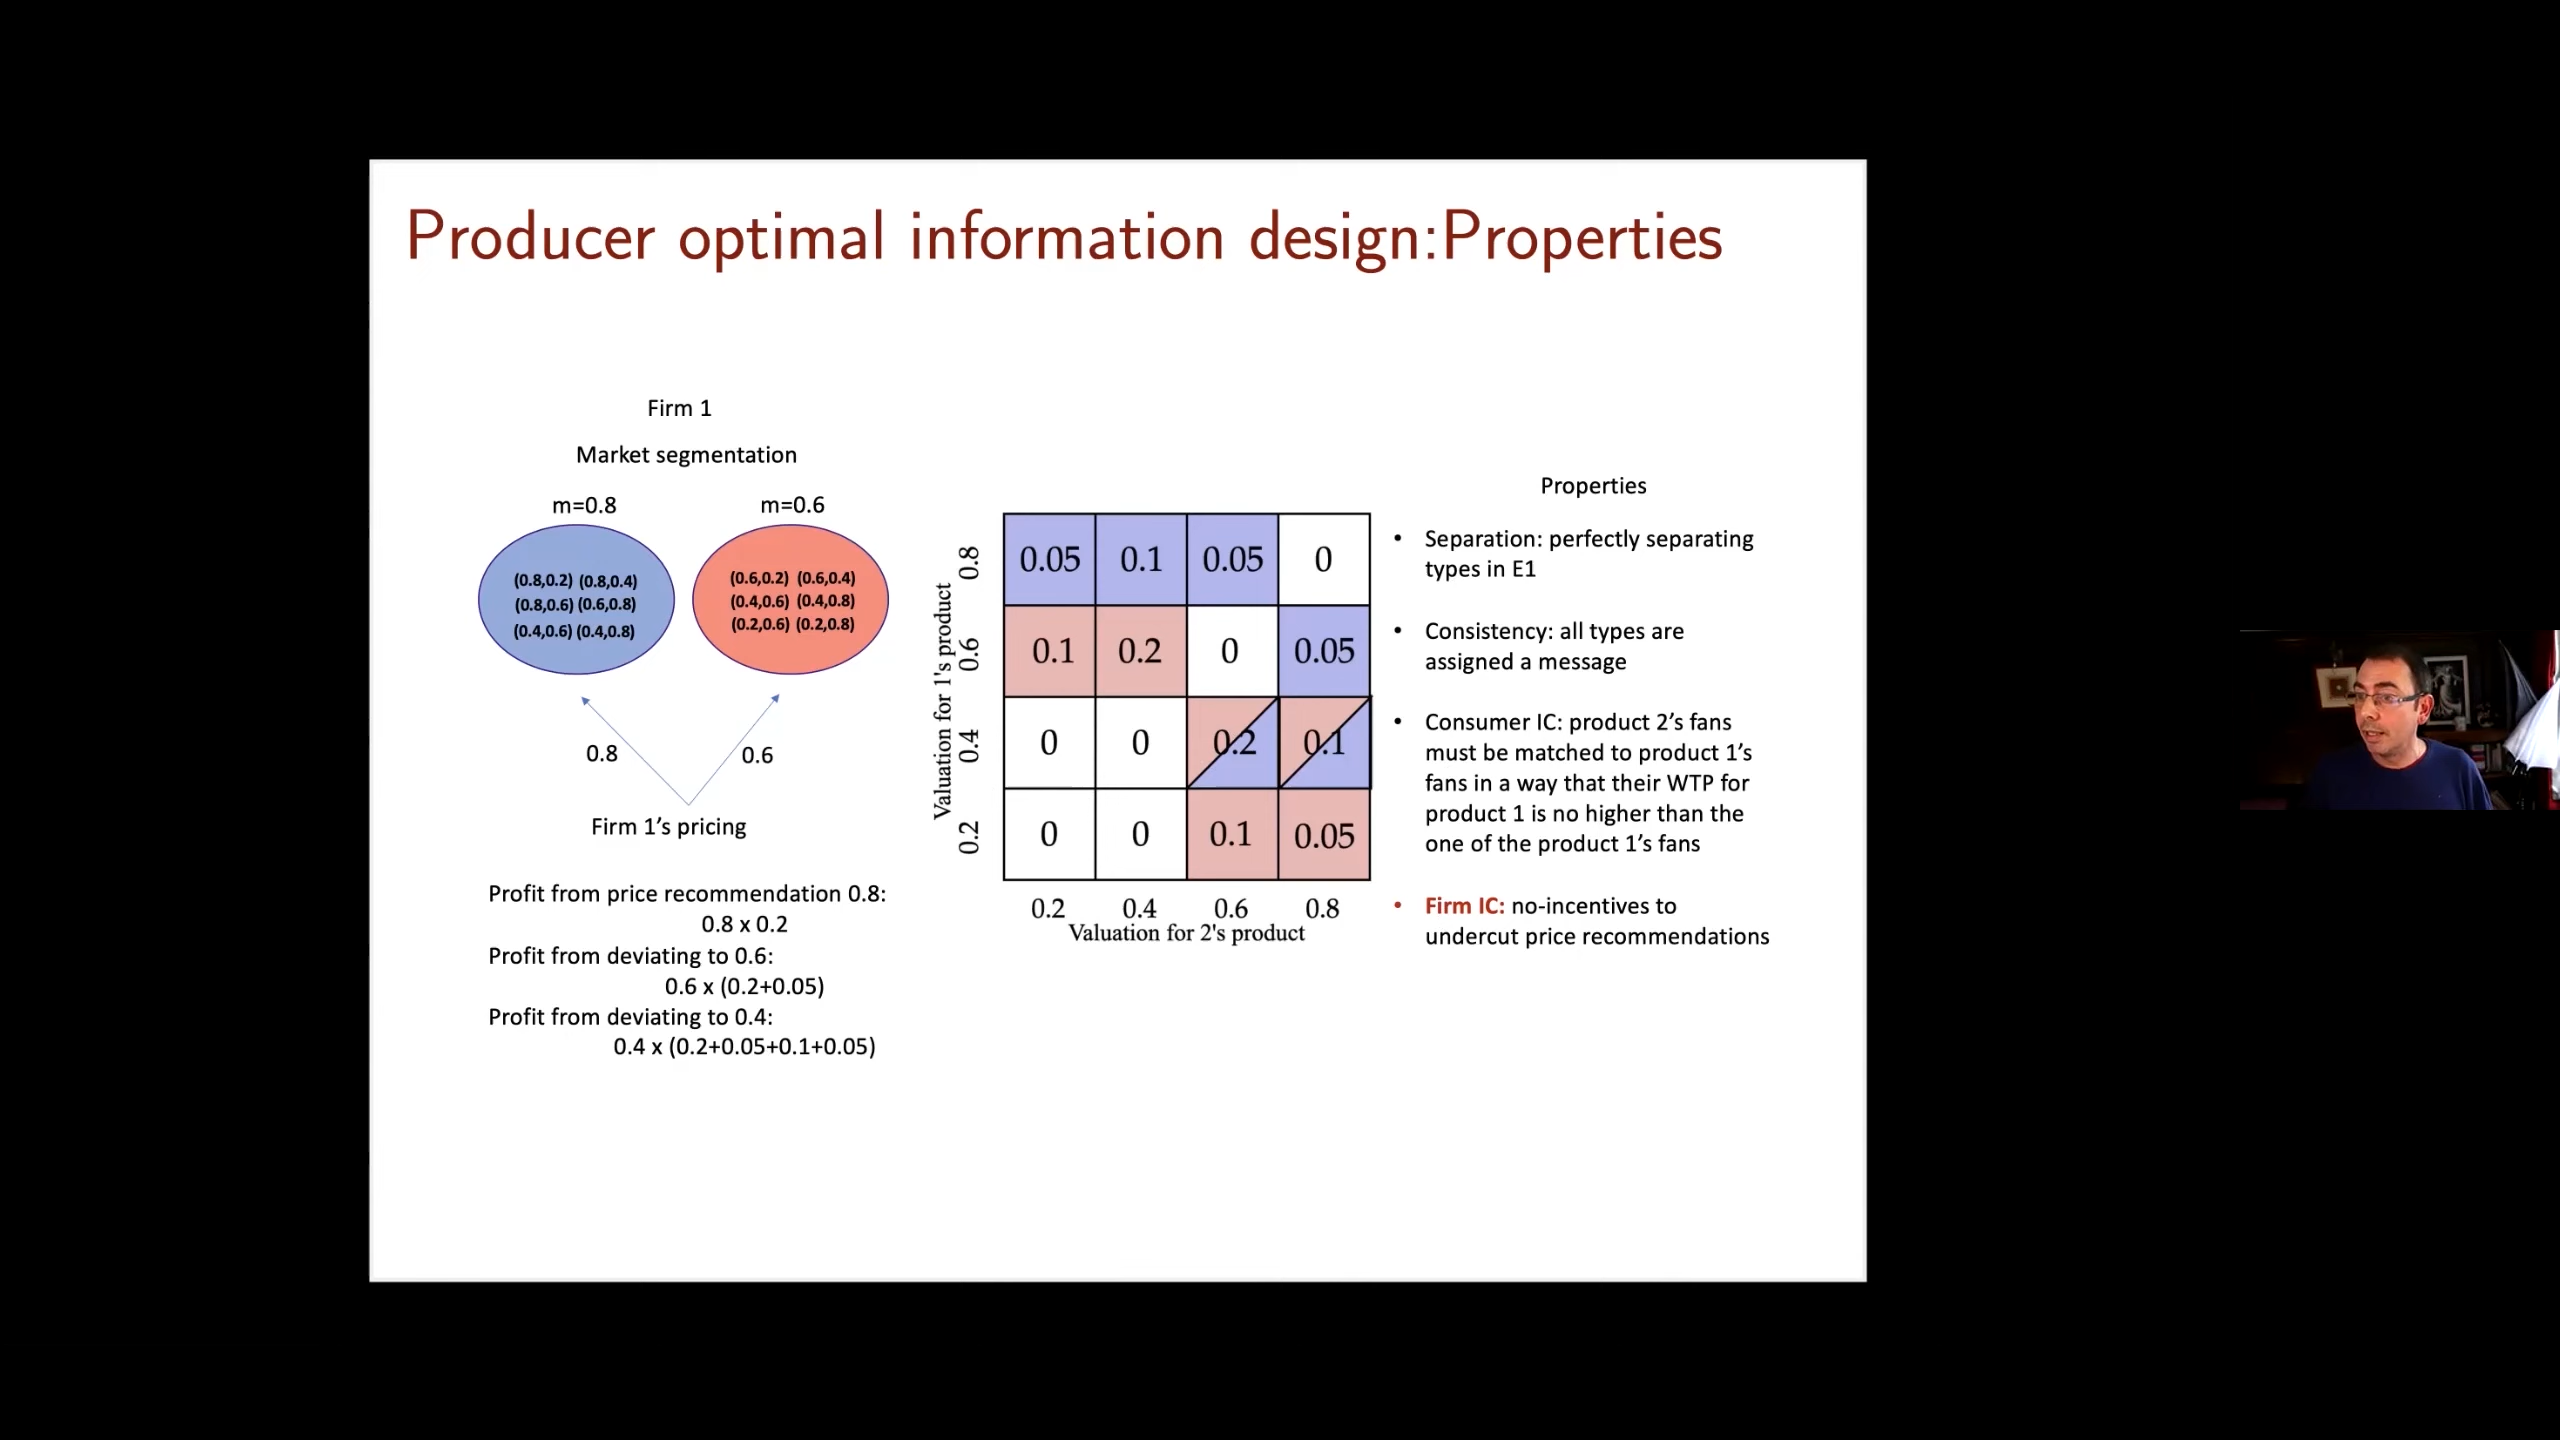 Producer optimal information design:Properties
Firm 1
Market segmentation
m=0.8
m=0.6
(0.8,0.2) (0.8,0.4)
(0.8,0.6) (0.6,0.8)
(0.4,0.6) (0.4,0.8)
(0.6,0.2) (0.6,0.4)
(0.4,0.6) (0.4,0.8)
(0.2,0.6) (0.2,0.8)
0.8
0.6
Firm 1's pricing
Profit from price recommendation 0.8:
0.8 x 0.2
Profit from deviating to 0.6:
0.6 x (0.2+0.05)
Profit from deviating to 0.4:
0.4 x (0.2+0.05+0.1+0.05)
Valuation for 1's product
0.8 0.05 0.1 0.05 0
0.6 0.1 0.2 0 0.05
0.4 0 0 0.2 0.1
0.2 0 0 0.1 0.05
0.2 0.4 0.6 0.8
Valuation for 2's product
Properties
• Separation: perfectly separating
types in E1
• Consistency: all types are
assigned a message
• Consumer IC: product 2's fans
must be matched to product 1's
fans in a way that their WTP for
product 1 is no higher than the
one of the product 1's fans
• Firm IC: no-incentives to
undercut price recommendations